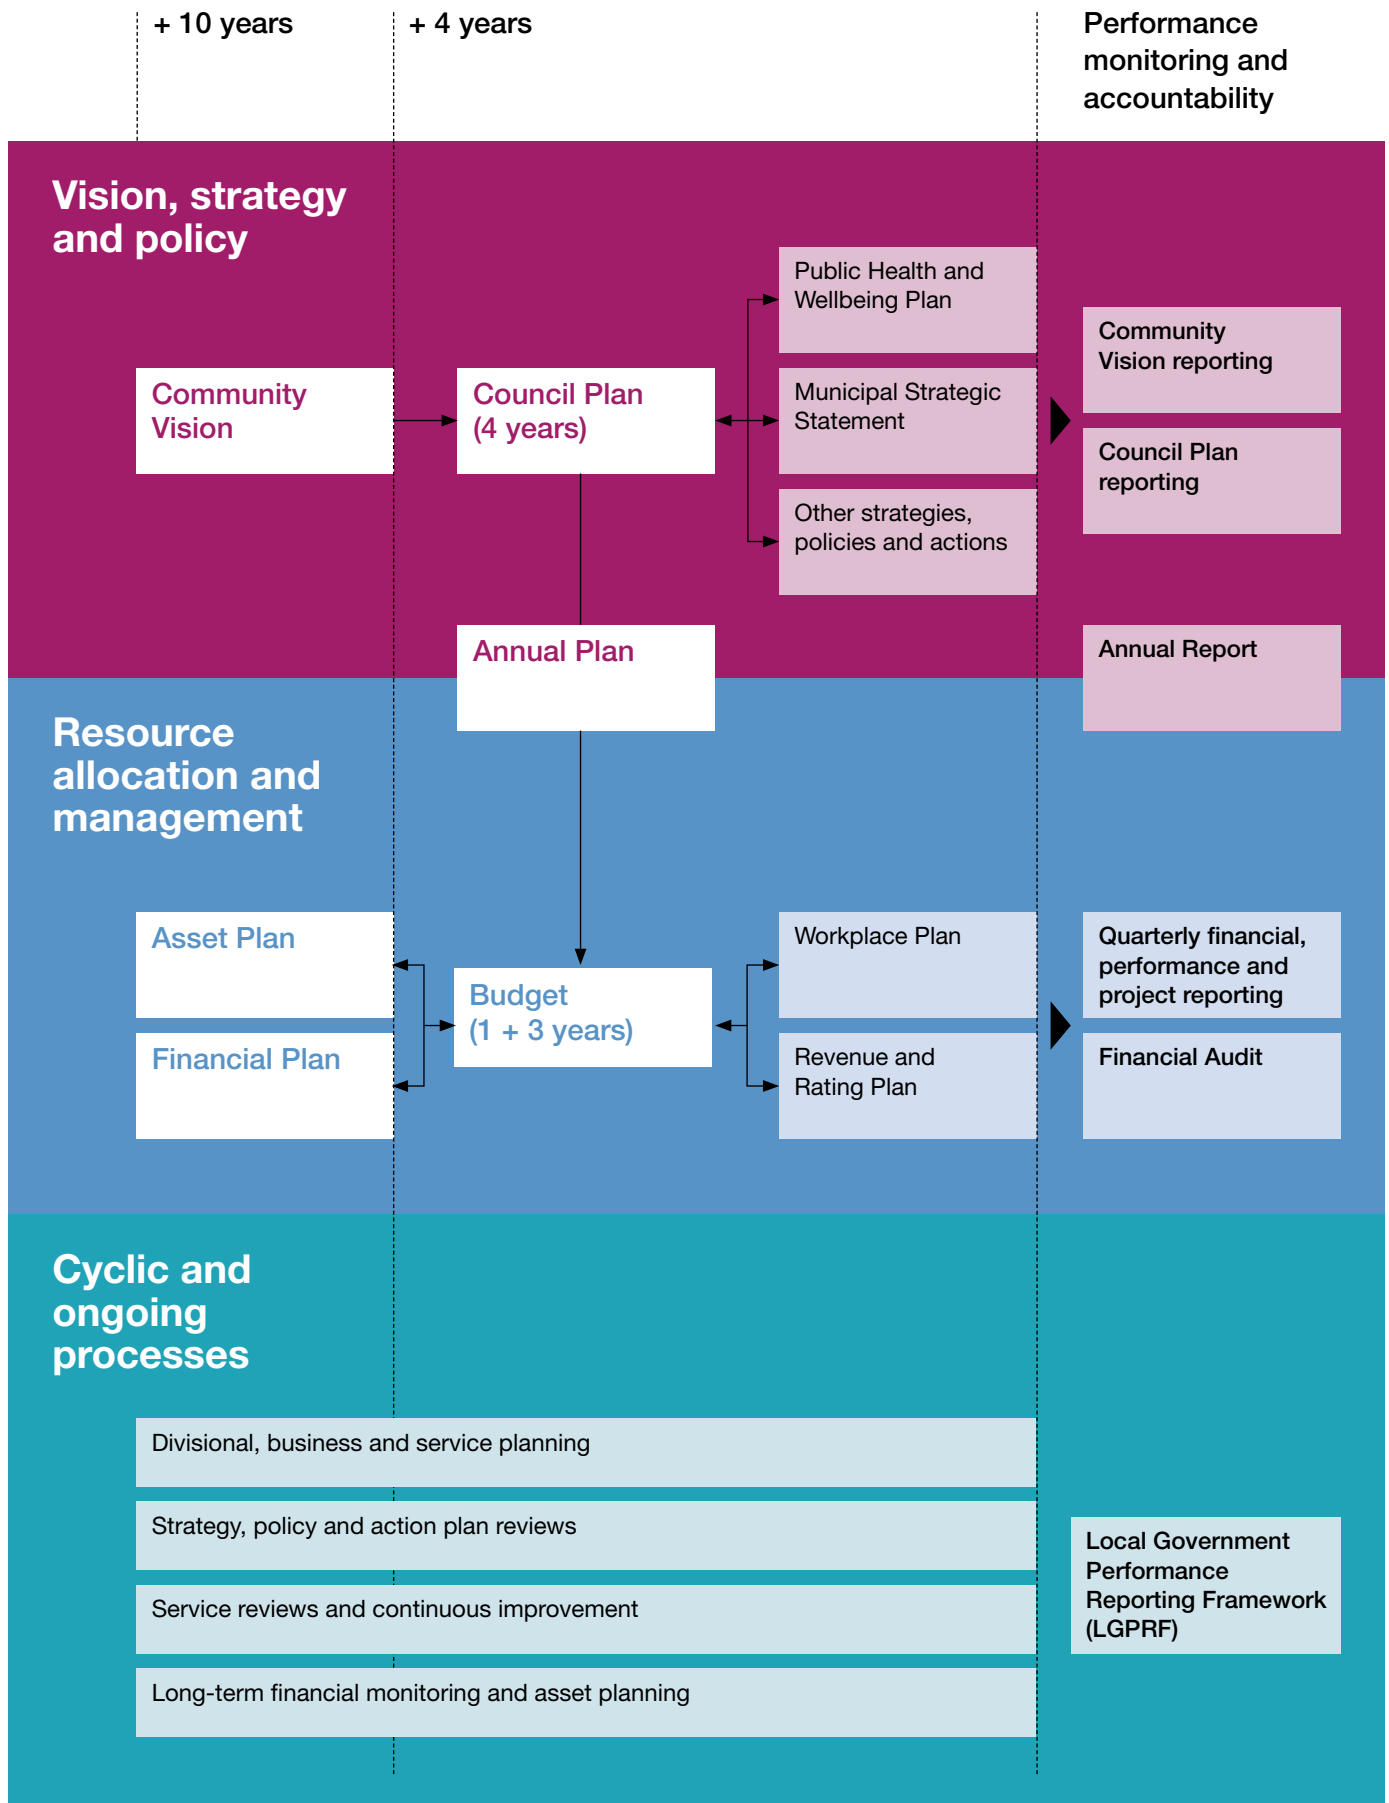 + 10 years
+ 4 years
Performance
monitoring and
accountability
Vision, strategy
and policy
Public Health and
Wellbeing Plan
Community
Vision reporting
Community
Vision
Council Plan
(4 years)
Municipal Strategic
Statement
Council Plan
reporting
Other strategies,
policies and actions
Annual Plan
Annual Report
Resource
allocation and
management
Asset Plan
Financial Plan
Budget
(1 + 3 years)
Workplace Plan
Revenue and
Rating Plan
Quarterly financial,
performance and
project reporting
Financial Audit
Cyclic and
ongoing
processes
Divisional, business and service planning
Strategy, policy and action plan reviews
Service reviews and continuous improvement
Long-term financial monitoring and asset planning
Local Government
Performance
Reporting Framework
(LGPRF)